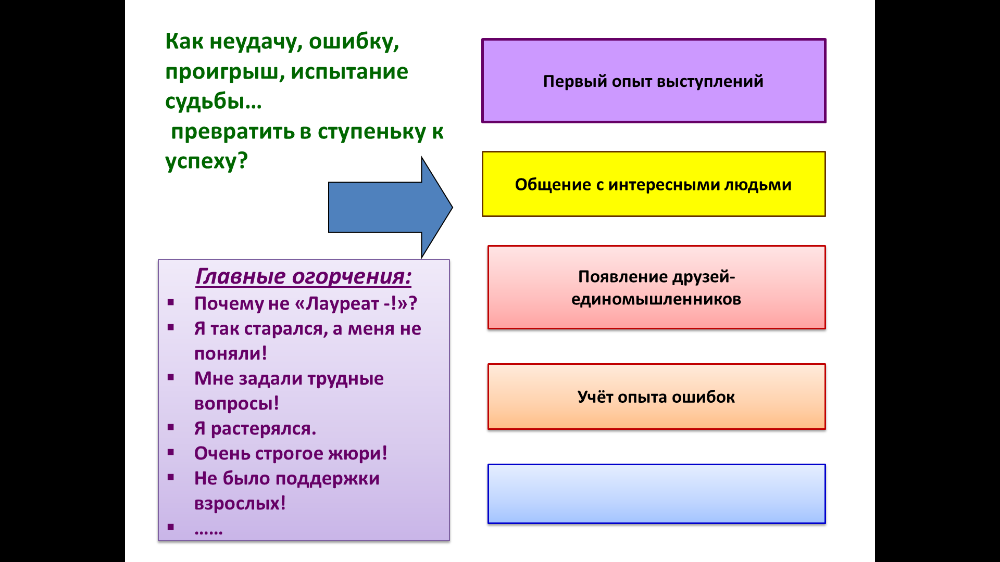 Как неудачу, ошибку,
проигрыш, испытание
судьбы…
превратить в ступеньку к
успеху?
Главные огорчения:
▪ Почему не «Лауреат -!»?
▪ Я так старался, а меня не
поняли!
▪ Мне задали трудные
вопросы!
▪ Я растерялся.
▪ Очень строгое жюри!
▪ Не было поддержки
взрослых!
▪ ……
Первый опыт выступлений
Общение с интересными людьми
Появление друзей-
единомышленников
Учёт опыта ошибок